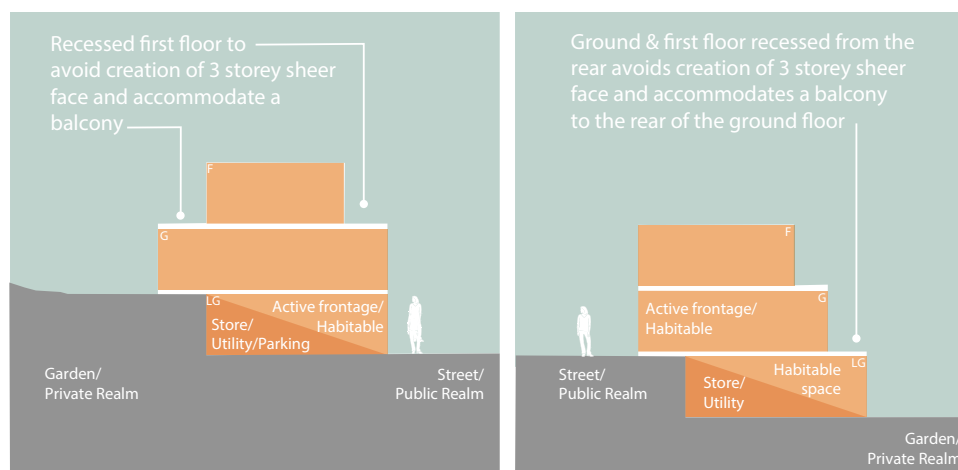 Recessed first floor to
avoid creation of 3 storey sheer
face and accommodate a
balcony
F
G
LG
Active frontage/
Habitable
Store/
Utility/Parking
Garden/
Private Realm
Street/
Public Realm
Ground & first floor recessed from the
rear avoids creation of 3 storey sheer
face and accommodates a balcony
to the rear of the ground floor
F
G
Active frontage/
Habitable
LG
Habitable
space
Store/
Utility
Street/
Public Realm
Garden/
Private Realm